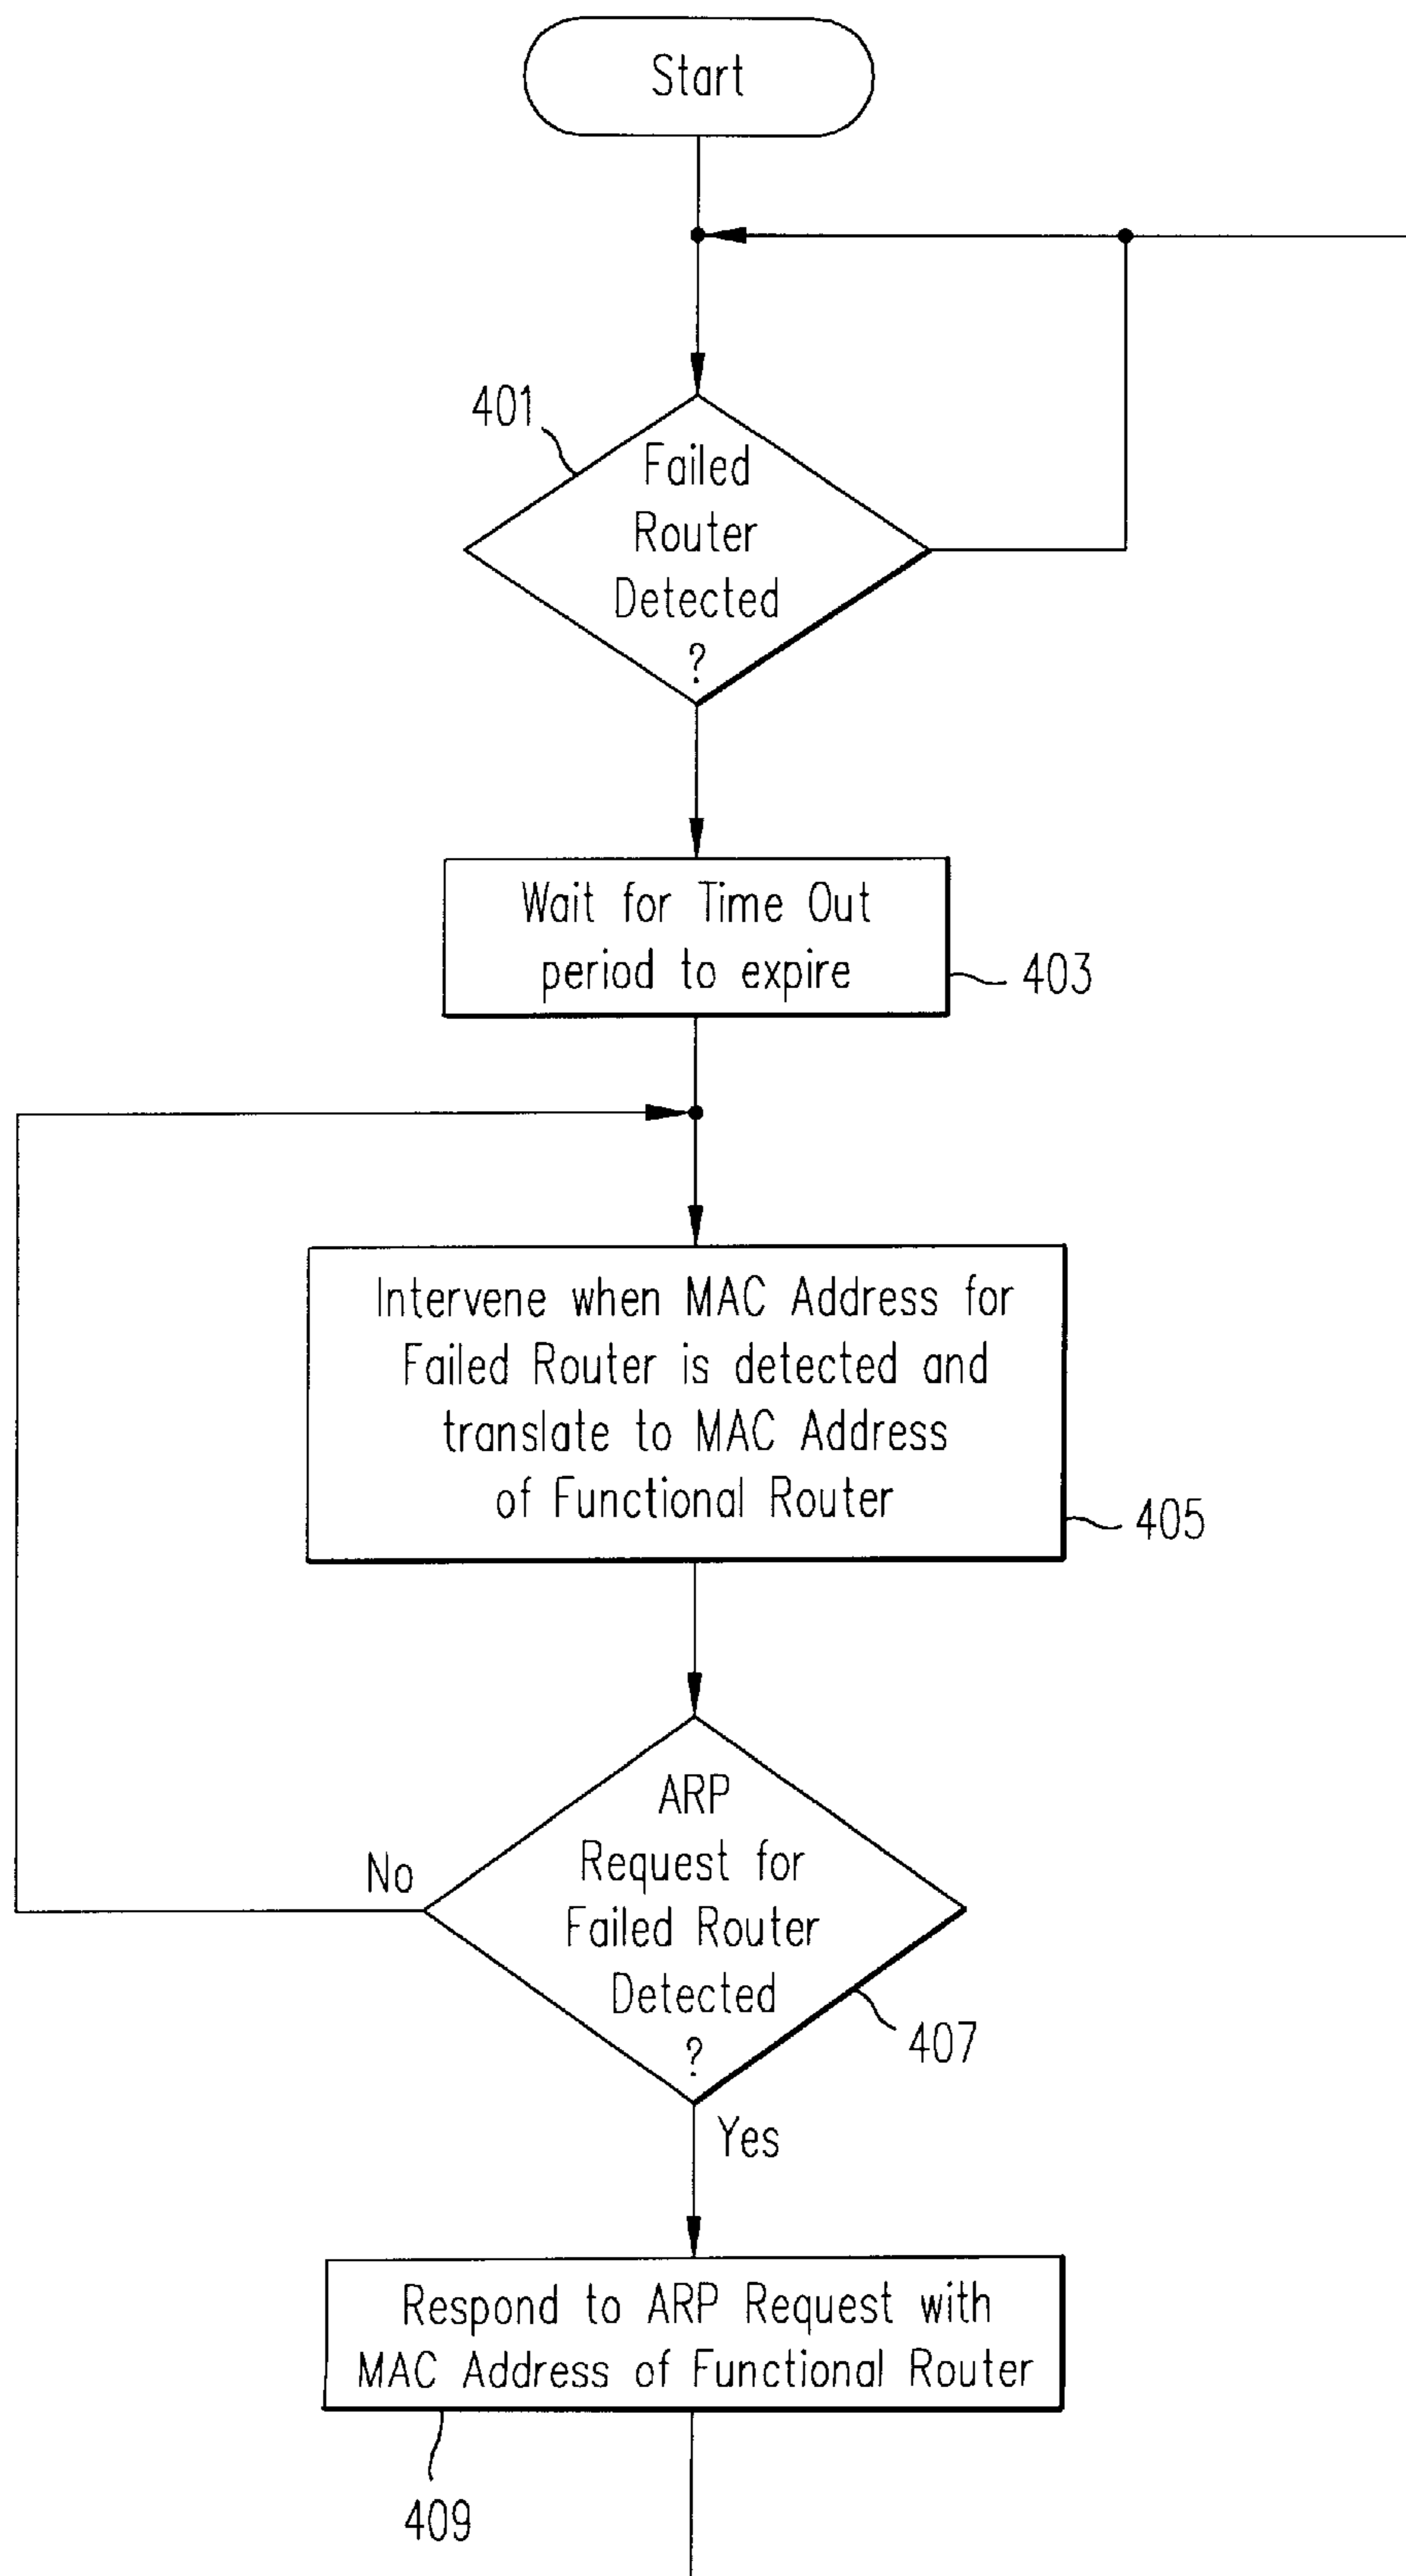 Start
401
Failed
Router
Detected
?
Wait for Time Out
period to expire
403
Intervene when MAC Address for
Failed Router is detected and
translate to MAC Address
of Functional Router
405
ARP
Request for
Failed Router
Detected
?
No
407
Yes
Respond to ARP Request with
MAC Address of Functional Router
409